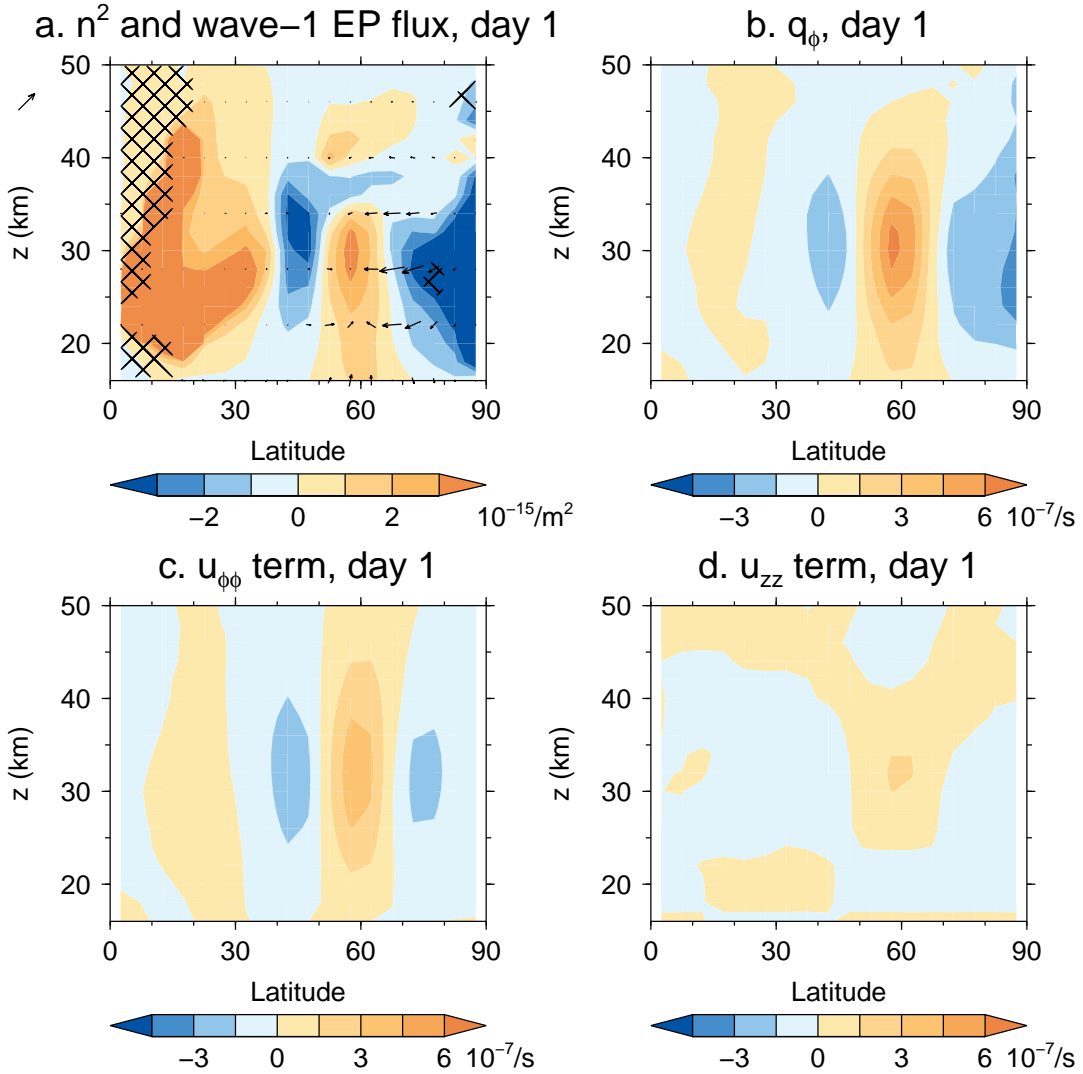 a. n² and wave−1 EP flux, day 1
b. qϕ, day 1
50
40
30
20
z (km)
0 30 60 90
Latitude
−2 0 2 10⁻¹⁵/m²
50
40
30
20
z (km)
0 30 60 90
Latitude
−3 0 3 6 10⁻⁷/s
c. uϕϕ term, day 1
d. uzz term, day 1
50
40
30
20
z (km)
0 30 60 90
Latitude
−3 0 3 6 10⁻⁷/s
50
40
30
20
z (km)
0 30 60 90
Latitude
−3 0 3 6 10⁻⁷/s